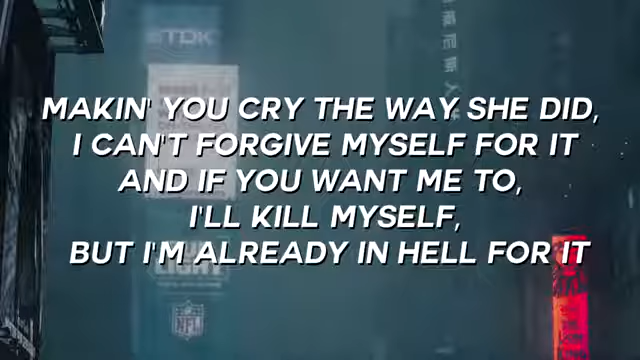 TDK
MAKIN' YOU CRY THE WAY SHE DID,
I CAN'T FORGIVE MYSELF FOR IT
AND IF YOU WANT ME TO,
I'LL KILL MYSELF,
BUT I'M ALREADY IN HELL FOR IT
LIGHT
NFL